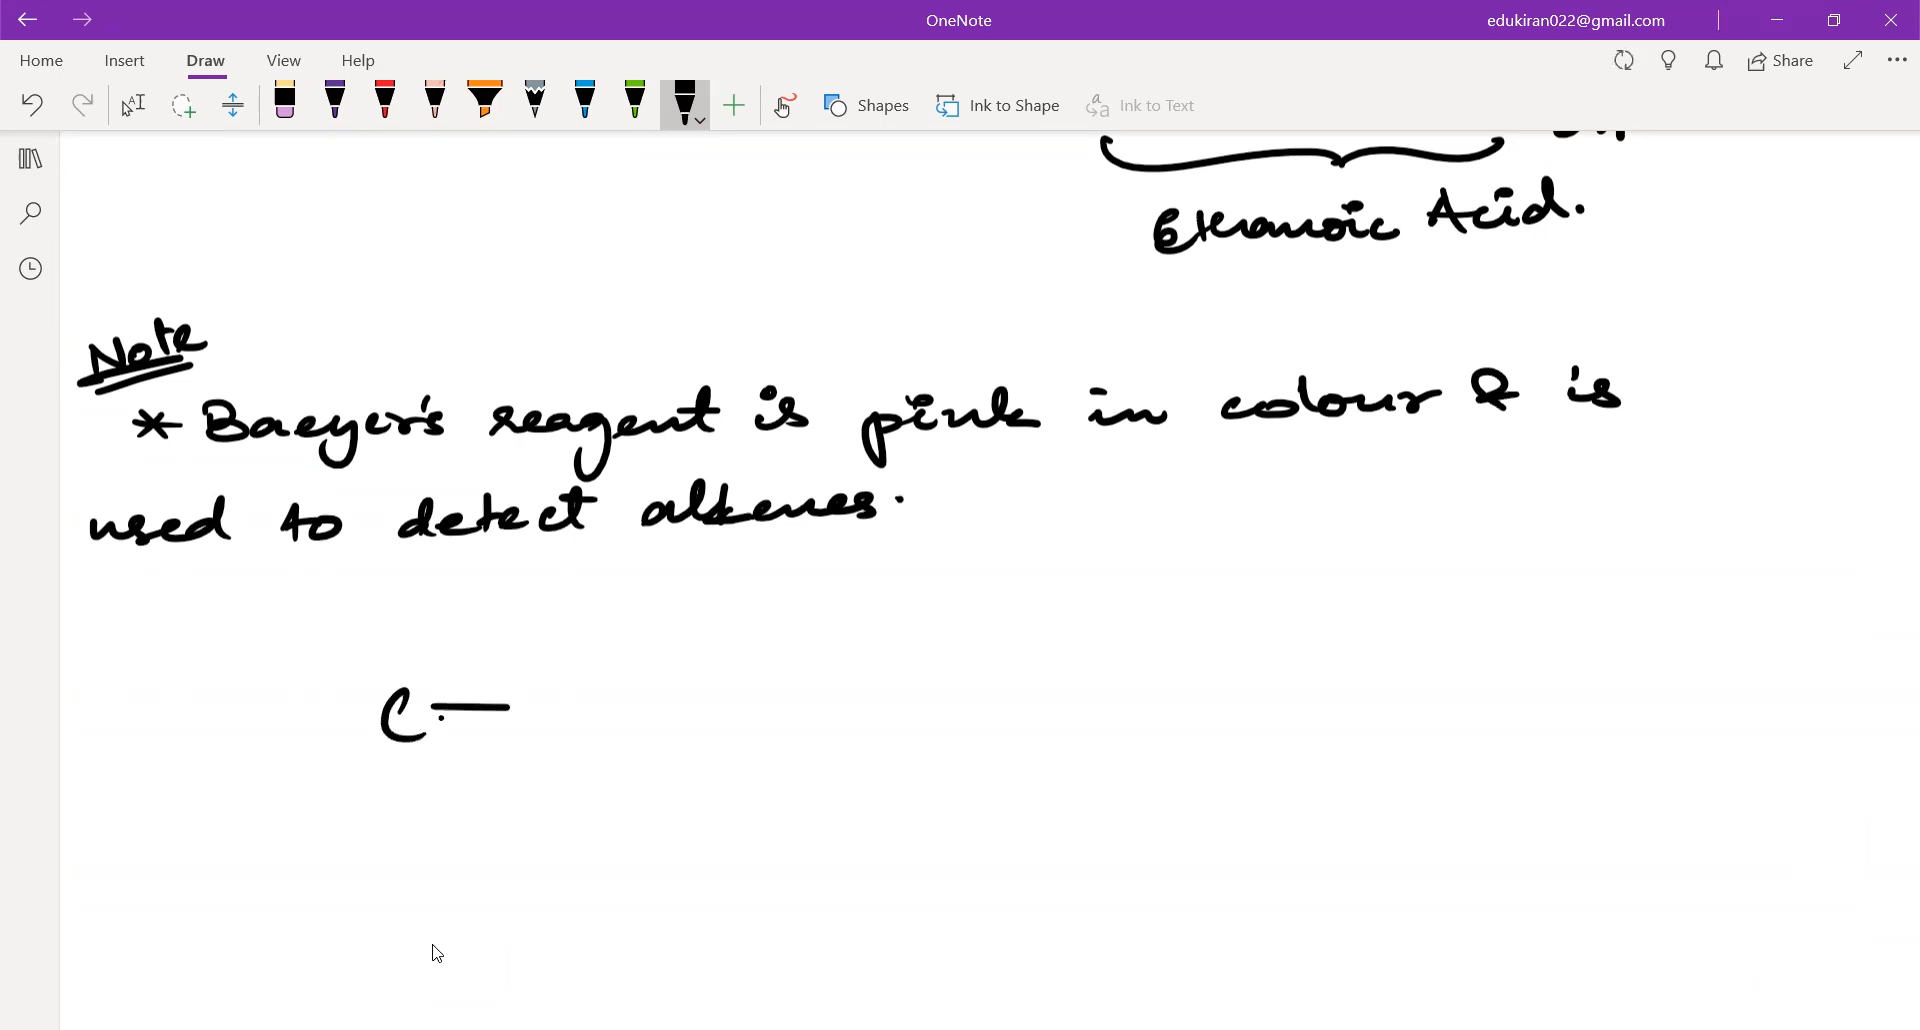 OneNote
edukiran022@gmail.com
Home Insert Draw View Help
Share
Shapes Ink to Shape Ink to Text
Ethanoic Acid.
Note
* Baeyer's reagent is pink in colour & is
used to detect alkenes.
C